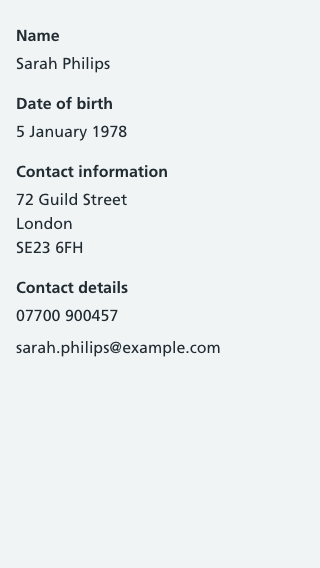 Name
Sarah Philips
Date of birth
5 January 1978
Contact information
72 Guild Street
London
SE23 6FH
Contact details
07700 900457
sarah.philips@example.com